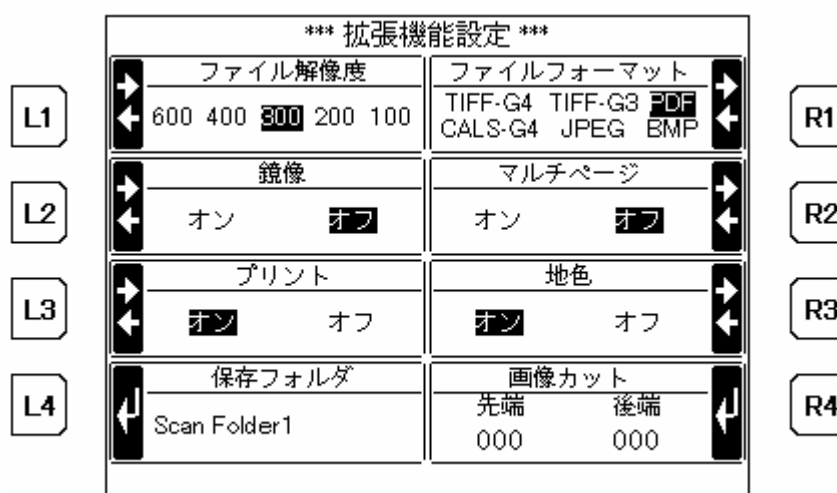 *** 拡張機能設定 ***
ファイル解像度
600 400 300 200 100
ファイルフォーマット
TIFF-G4 TIFF-G3 PDF
CALS-G4 JPEG BMP
L1
R1
鏡像
オン オフ
マルチページ
オン オフ
L2
R2
プリント
オン オフ
地色
オン オフ
L3
R3
保存フォルダ
Scan Folder1
画像カット
先端 後端
000 000
L4
R4